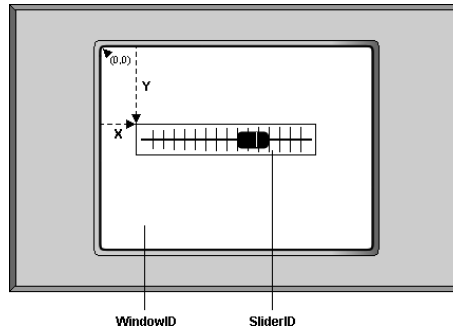 (0,0)
Y
X
WindowID
SliderID